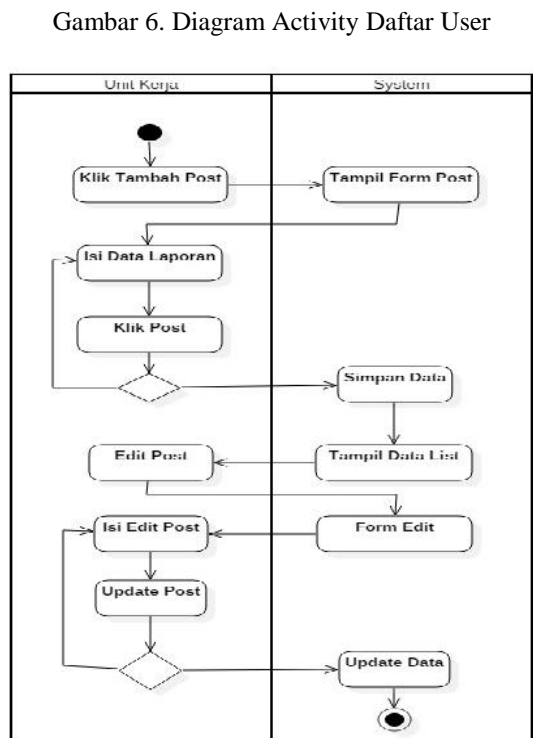 Gambar 6. Diagram Activity Daftar User
Unit Kerja
System
Klik Tambah Post
Tampil Form Post
Isi Data Laporan
Klik Post
Simpan Data
Edit Post
Tampil Data List
Isi Edit Post
Form Edit
Update Post
Update Data